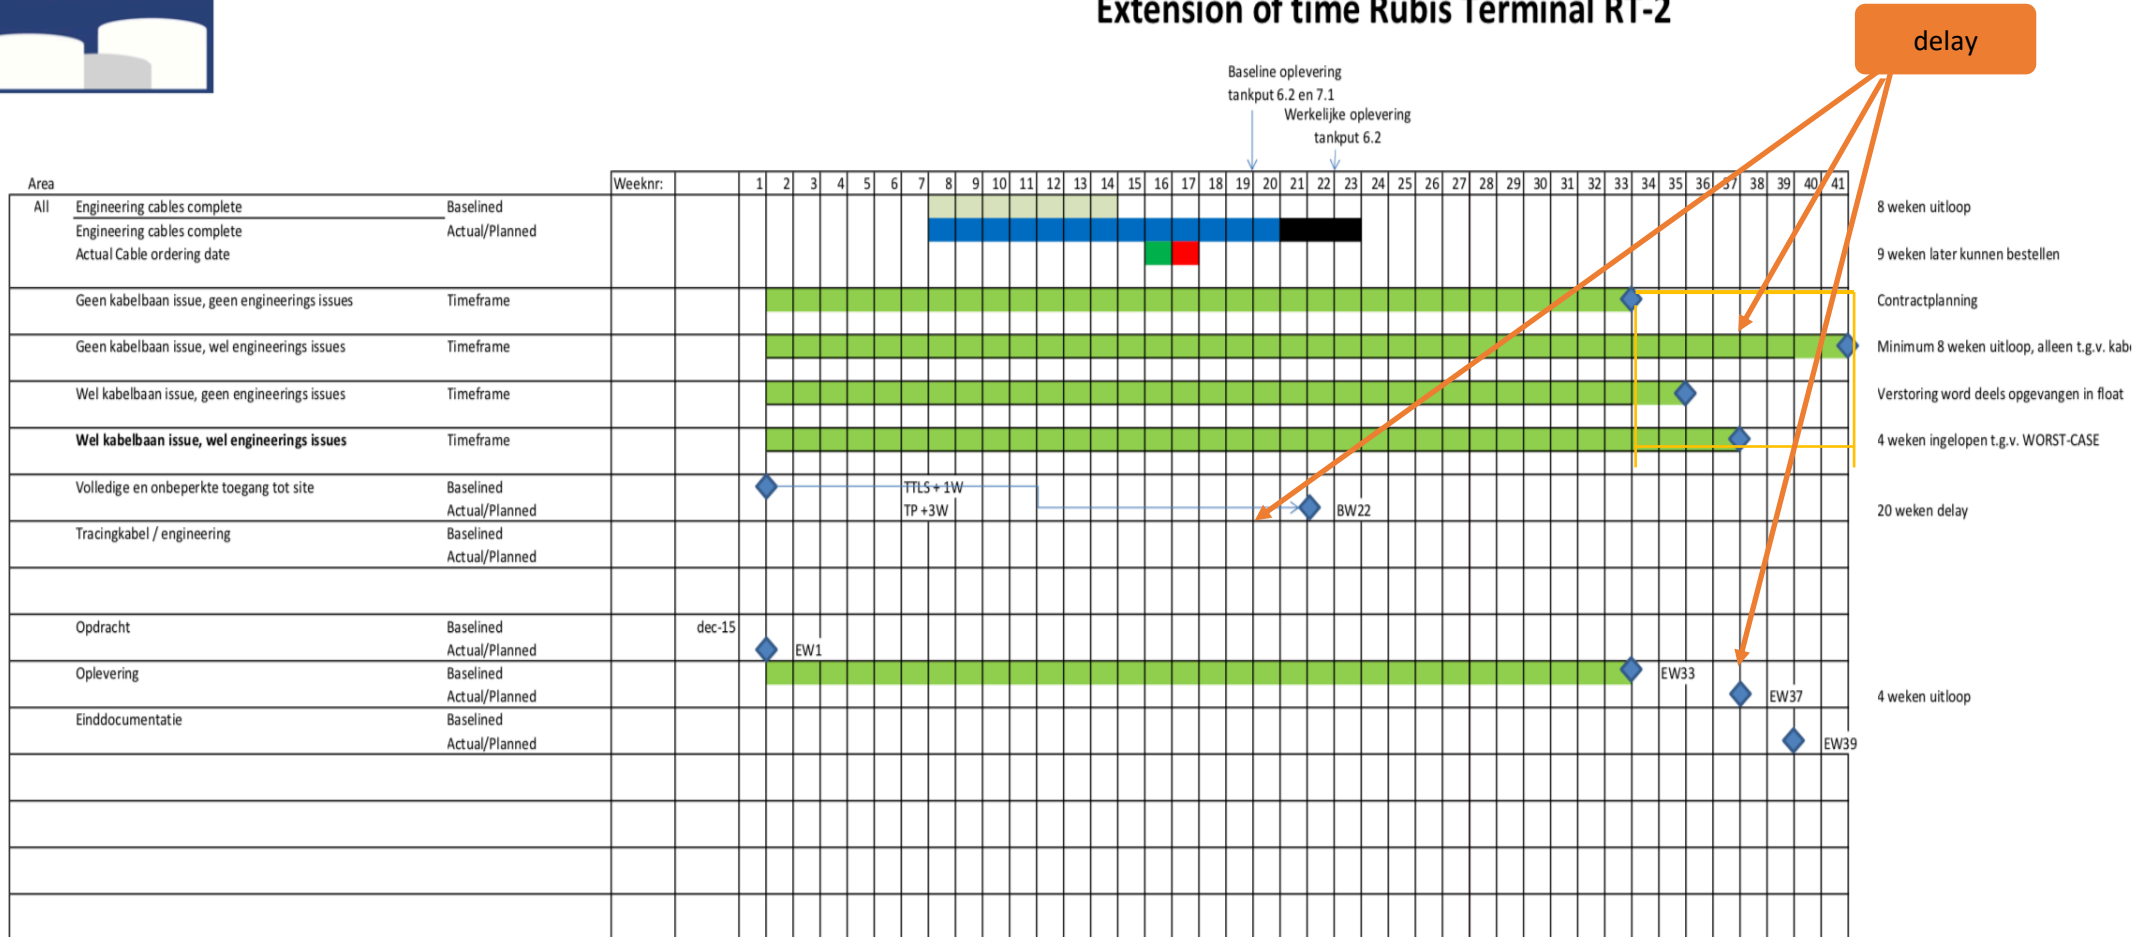 Extension of time Rubis Terminal RT-2
delay
Baseline oplevering
tankput 6.2 en 7.1
Werkelijke oplevering
tankput 6.2
Area Weeknr: 1 2 3 4 5 6 7 8 9 10 11 12 13 14 15 16 17 18 19 20 21 22 23 24 25 26 27 28 29 30 31 32 33 34 35 36 37 38 39 40 41
All Engineering cables complete Baselined 8 weken uitloop
Engineering cables complete Actual/Planned
Actual Cable ordering date 9 weken later kunnen bestellen
Geen kabelbaan issue, geen engineerings issues Timeframe Contractplanning
Geen kabelbaan issue, wel engineerings issues Timeframe Minimum 8 weken uitloop, alleen t.g.v.
Wel kabelbaan issue, geen engineerings issues Timeframe Verstoring word deels opgevangen in float
Wel kabelbaan issue, wel engineerings issues Timeframe 4 weken ingelopen t.g.v. WORST-CASE
Volledige en onbeperkte toegang tot site Baselined TTLS + 1W
Actual/Planned TP +3W BW22 20 weken delay
Tracingkabel / engineering Baselined
Actual/Planned
Opdracht Baselined dec-15
Actual/Planned EW1
Oplevering Baselined EW33
Actual/Planned EW37 4 weken uitloop
Einddocumentatie Baselined
Actual/Planned EW39